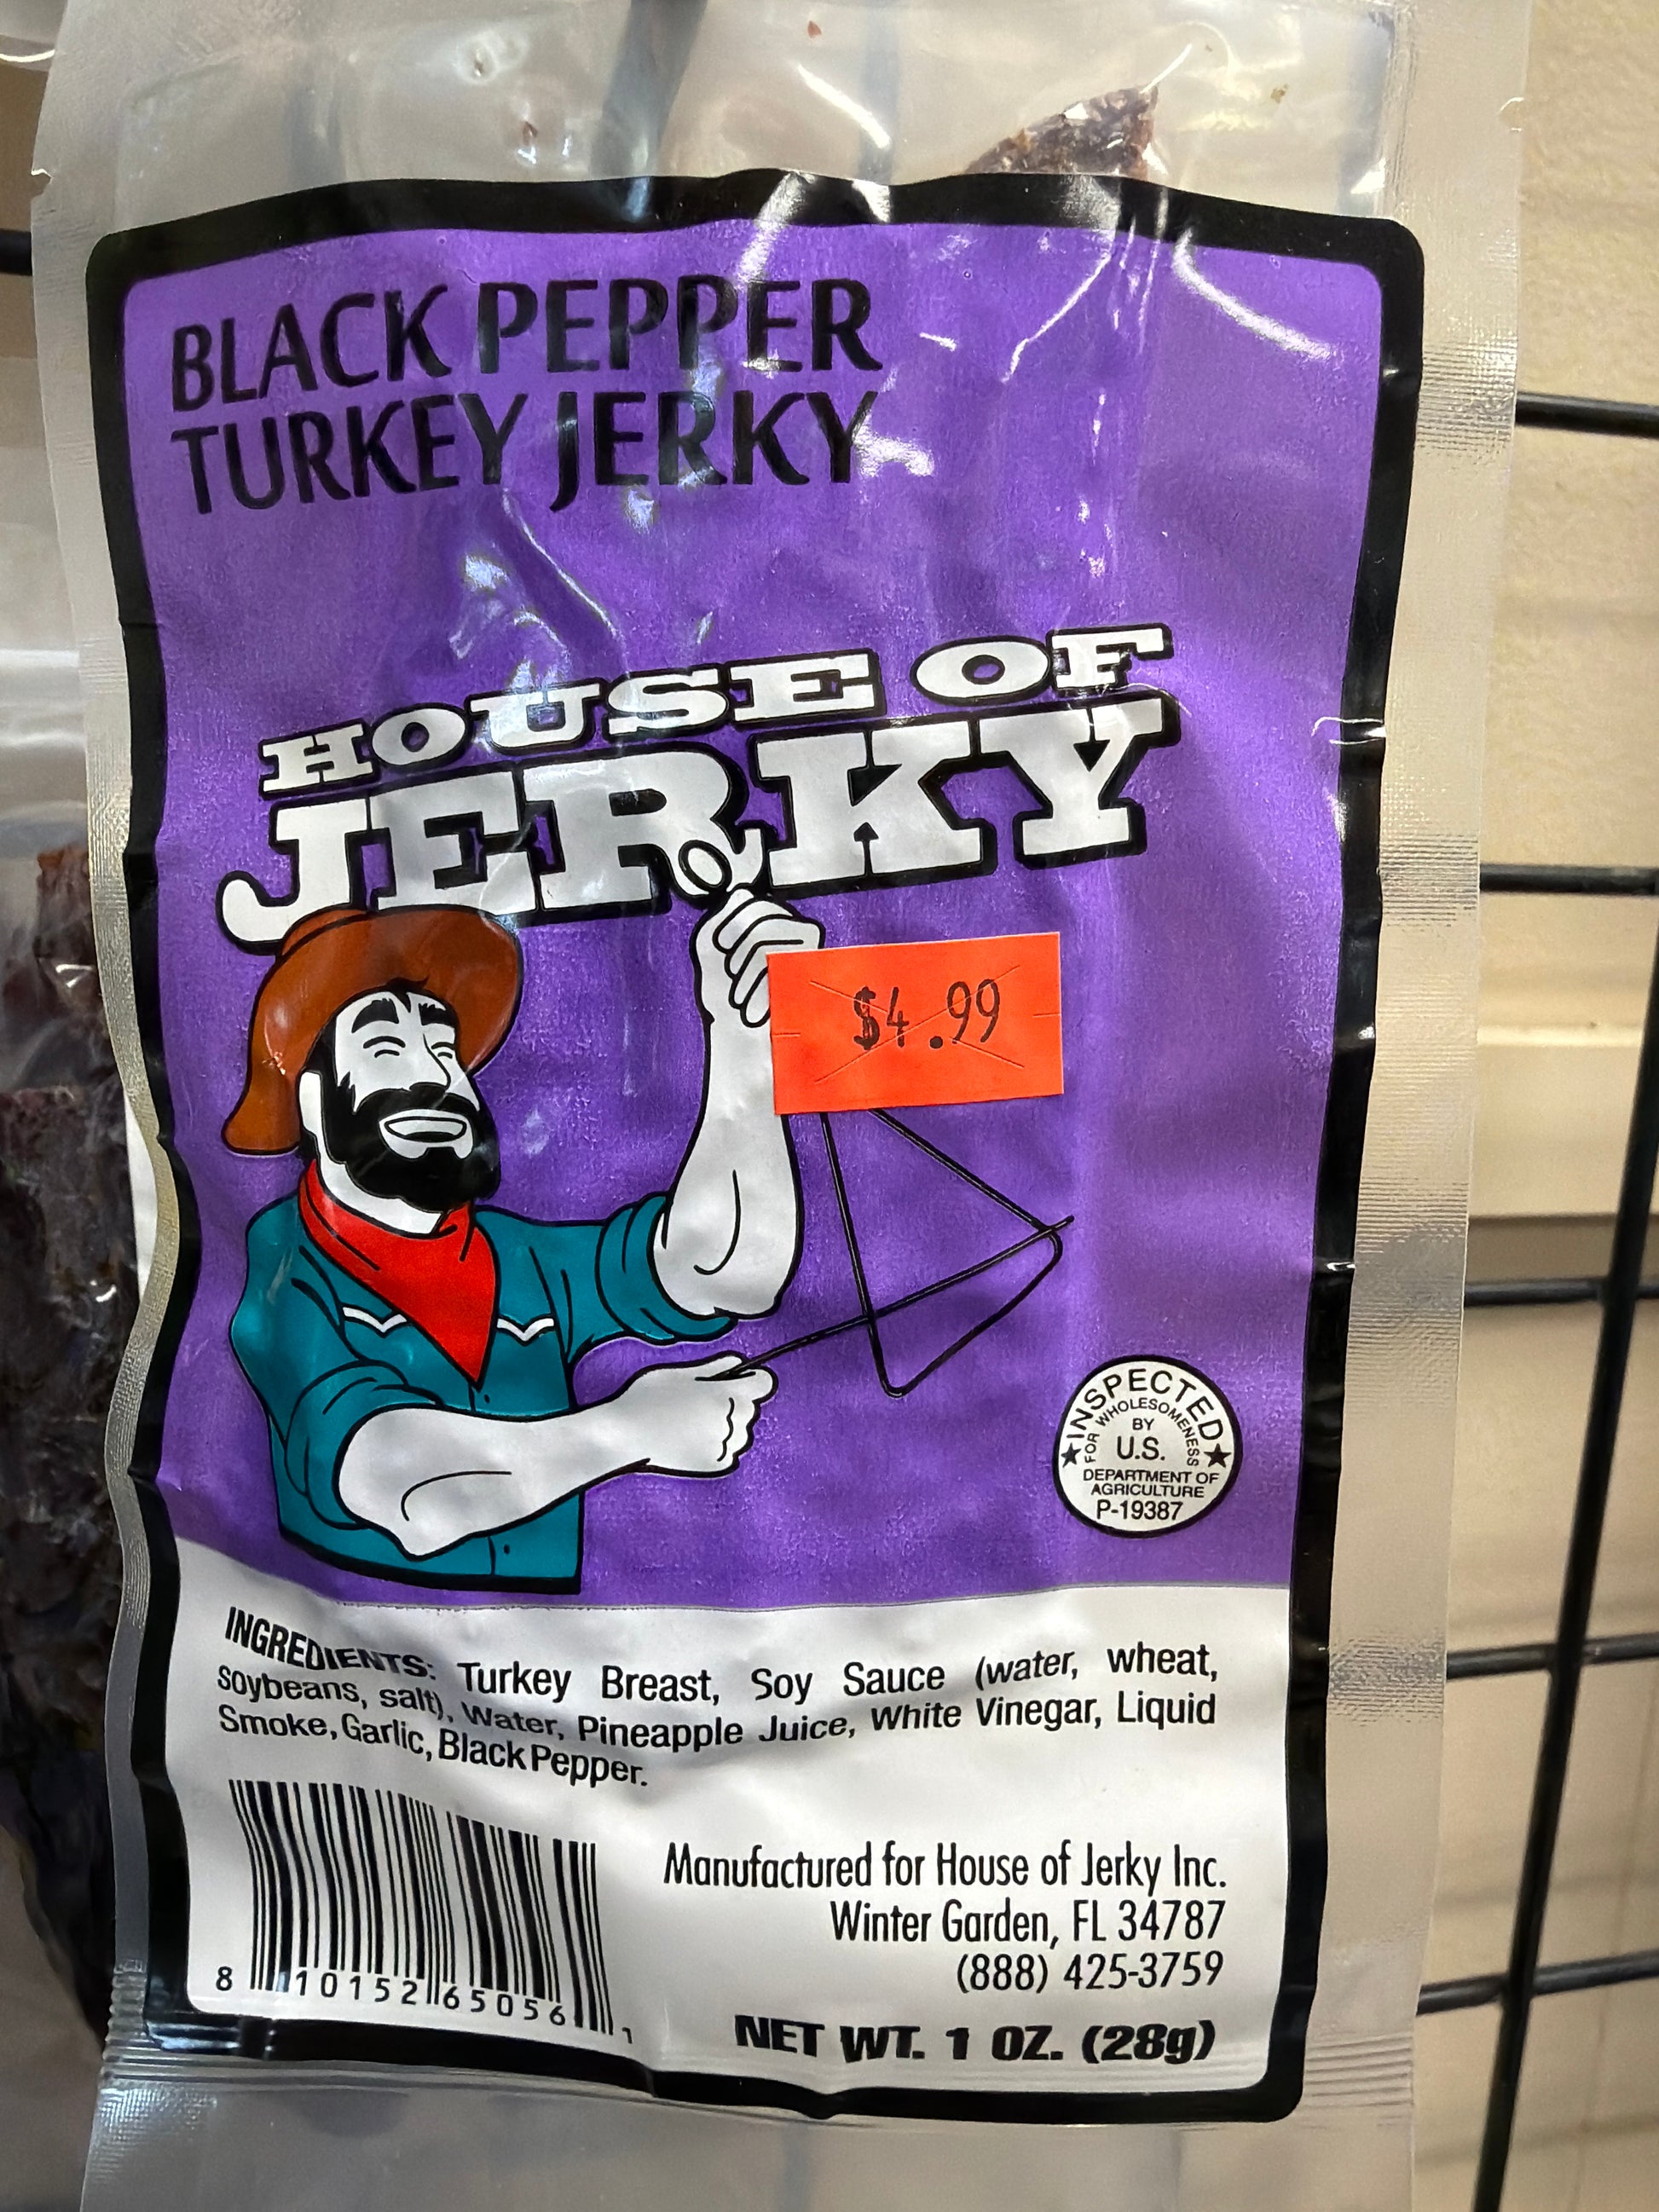 BLACK PEPPER
TURKEY JERKY
HOUSE OF
JERKY
$4.99
INSPECTED
FOR WHOLESOMENESS
BY
U.S.
DEPARTMENT OF
AGRICULTURE
P-19387
INGREDIENTS: Turkey Breast, Soy Sauce (water, wheat,
soybeans, salt), Water, Pineapple Juice, White Vinegar, Liquid
Smoke, Garlic, Black Pepper.
8 10152 65056 1
Manufactured for House of Jerky Inc.
Winter Garden, FL 34787
(888) 425-3759
NET WT. 1 OZ. (28g)